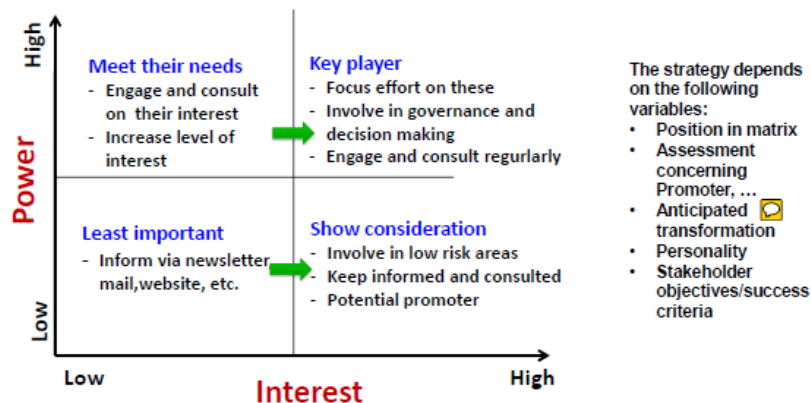 High
Power
Low
Meet their needs
- Engage and consult
on their interest
- Increase level of
interest
Key player
- Focus effort on these
- Involve in governance and
decision making
- Engage and consult regurlarly
Least important
- Inform via newsletter
mail,website, etc.
Show consideration
- Involve in low risk areas
- Keep informed and consulted
- Potential promoter
Low
Interest
High
The strategy depends
on the following
variables:
• Position in matrix
• Assessment
concerning
Promoter, ...
• Anticipated
transformation
• Personality
• Stakeholder
objectives/success
criteria